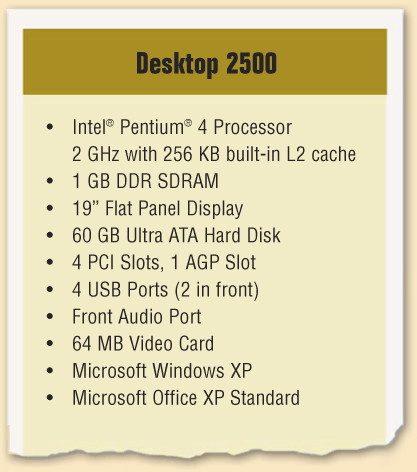 Desktop 2500
• Intel® Pentium® 4 Processor
2 GHz with 256 KB built-in L2 cache
• 1 GB DDR SDRAM
• 19” Flat Panel Display
• 60 GB Ultra ATA Hard Disk
• 4 PCI Slots, 1 AGP Slot
• 4 USB Ports (2 in front)
• Front Audio Port
• 64 MB Video Card
• Microsoft Windows XP
• Microsoft Office XP Standard